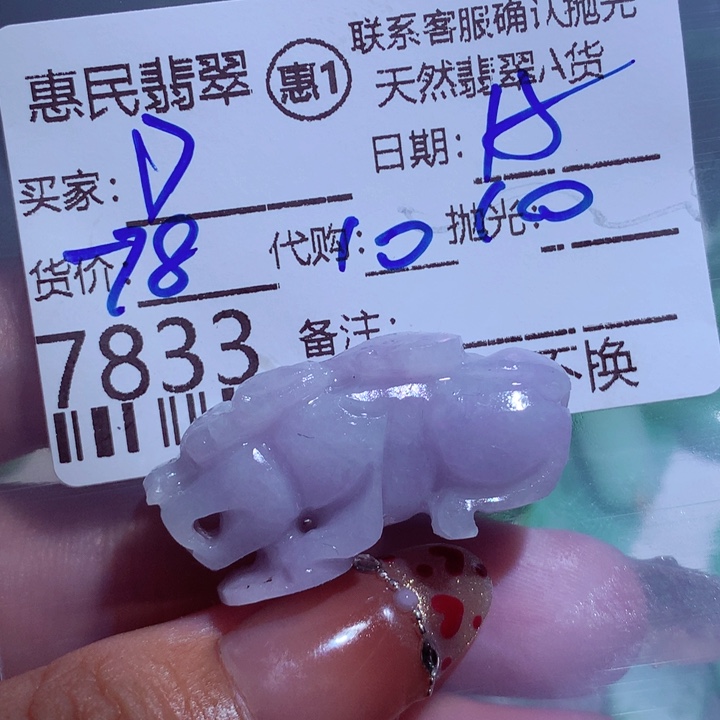 联系客服确认抛光
惠民翡翠 惠1 天然翡翠A货
买家: D 日期: A
货价: 78 代购: 10 抛光: 10
7833 备注:
不换